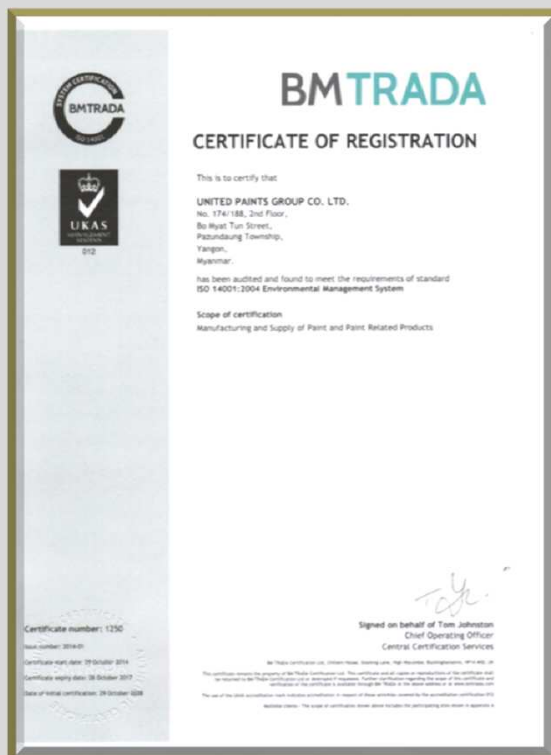 SYSTEM CERTIFICATION
BMTRADA
ISO 14001
UKAS
MANAGEMENT
SYSTEMS
012
BMTRADA
CERTIFICATE OF REGISTRATION
This is to certify that
UNITED PAINTS GROUP CO. LTD.
No. 174/188, 2nd Floor,
Bo Myat Tun Street,
Pazundaung Township,
Yangon,
Myanmar.
has been audited and found to meet the requirements of standard
ISO 14001:2004 Environmental Management System
Scope of certification
Manufacturing and Supply of Paint and Paint Related Products
Signed on behalf of Tom Johnston
Chief Operating Officer
Central Certification Services
Certificate number: 1250
Issue number: 2014-01
Certificate start date: 29 October 2014
Certificate expiry date: 28 October 2017
Date of initial certification: 29 October 2008